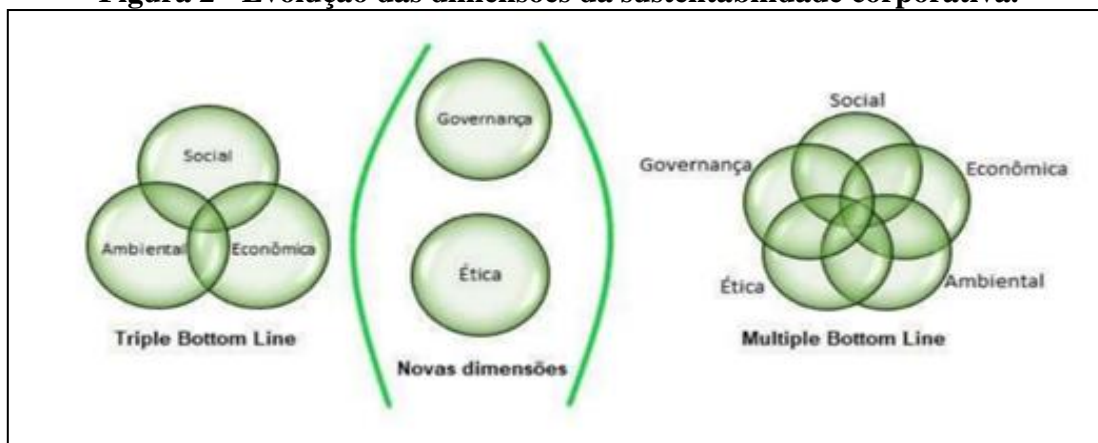 Figura 2 - Evolução das dimensões da sustentabilidade corporativa.
Social
Ambiental
Econômica
Triple Bottom Line
Governança
Ética
Novas dimensões
Social
Governança
Econômica
Ética
Ambiental
Multiple Bottom Line